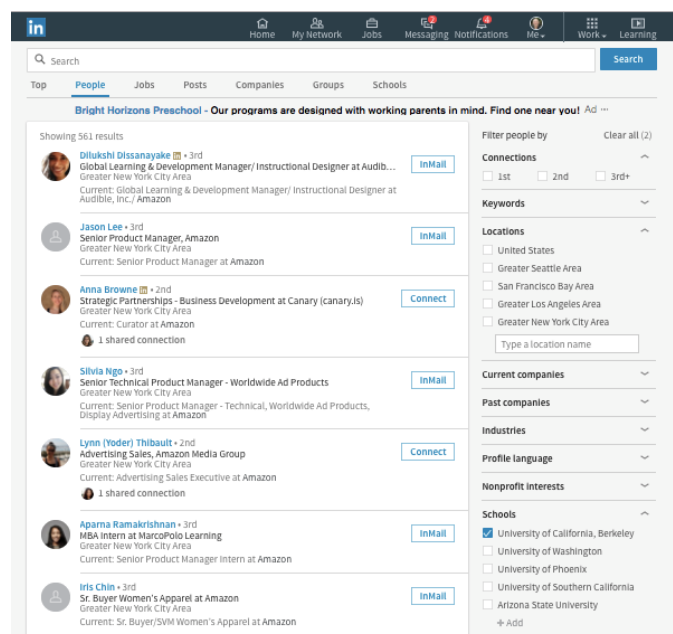 in
Home
My Network
Jobs
2
Messaging
4
Notifications
Me
Work
Learning
Search
Search
Top People Jobs Posts Companies Groups Schools
Bright Horizons Preschool - Our programs are designed with working parents in mind. Find one near you! Ad ···
Showing 561 results
Dilukshi Dissanayake in • 3rd
Global Learning & Development Manager/ Instructional Designer at Audib...
Greater New York City Area
Current: Global Learning & Development Manager/ Instructional Designer at
Audible, Inc./ Amazon
InMail
Jason Lee • 3rd
Senior Product Manager, Amazon
Greater New York City Area
Current: Senior Product Manager at Amazon
InMail
Anna Browne in • 2nd
Strategic Partnerships - Business Development at Canary (canary.is)
Greater New York City Area
Current: Curator at Amazon
1 shared connection
Connect
Silvia Ngo • 3rd
Senior Technical Product Manager - Worldwide Ad Products
Greater New York City Area
Current: Senior Product Manager - Technical, Worldwide Ad Products,
Display Advertising at Amazon
InMail
Lynn (Yoder) Thibault • 2nd
Advertising Sales, Amazon Media Group
Greater New York City Area
Current: Advertising Sales Executive at Amazon
1 shared connection
Connect
Aparna Ramakrishnan • 3rd
MBA Intern at MarcoPolo Learning
Greater New York City Area
Current: Senior Product Manager Intern at Amazon
InMail
Iris Chin • 3rd
Sr. Buyer Women's Apparel at Amazon
Greater New York City Area
Current: Sr. Buyer/SVM Women's Apparel at Amazon
InMail
Filter people by Clear all (2)
Connections
1st 2nd 3rd+
Keywords
Locations
United States
Greater Seattle Area
San Francisco Bay Area
Greater Los Angeles Area
Greater New York City Area
Type a location name
Current companies
Past companies
Industries
Profile language
Nonprofit interests
Schools
University of California, Berkeley
University of Washington
University of Phoenix
University of Southern California
Arizona State University
+ Add